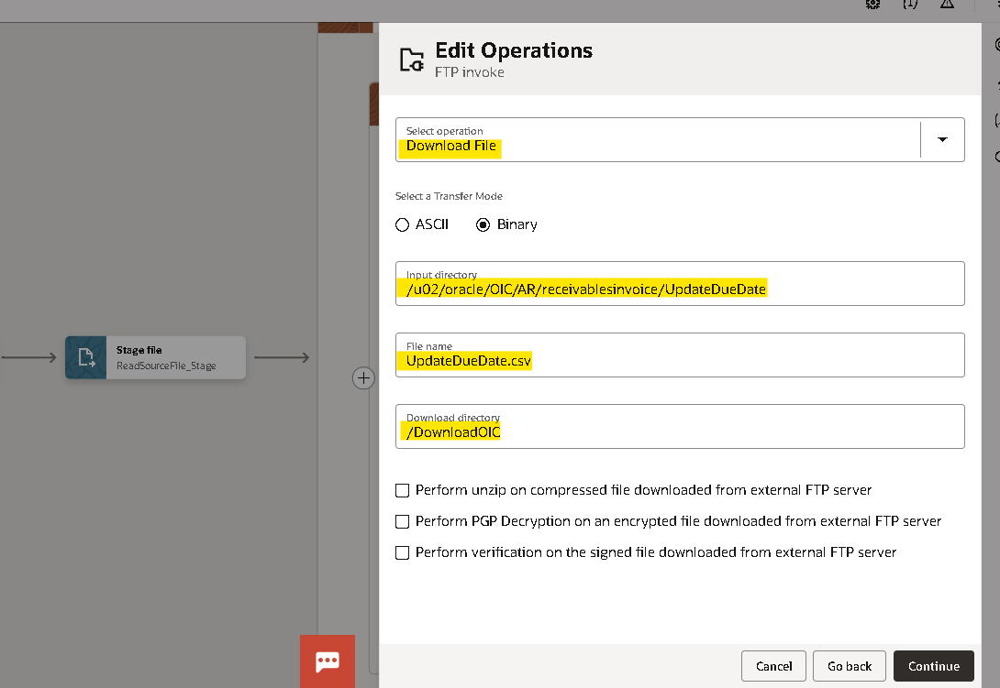 Edit Operations
FTP invoke
Select operation
Download File
Select a Transfer Mode
ASCII
Binary
Input directory
/u02/oracle/OIC/AR/receivablesinvoice/UpdateDueDate
File name
UpdateDueDate.csv
Stage file
ReadSourceFile_Stage
Download directory
/DownloadOIC
Perform unzip on compressed file downloaded from external FTP server
Perform PGP Decryption on an encrypted file downloaded from external FTP server
Perform verification on the signed file downloaded from external FTP server
Cancel
Go back
Continue